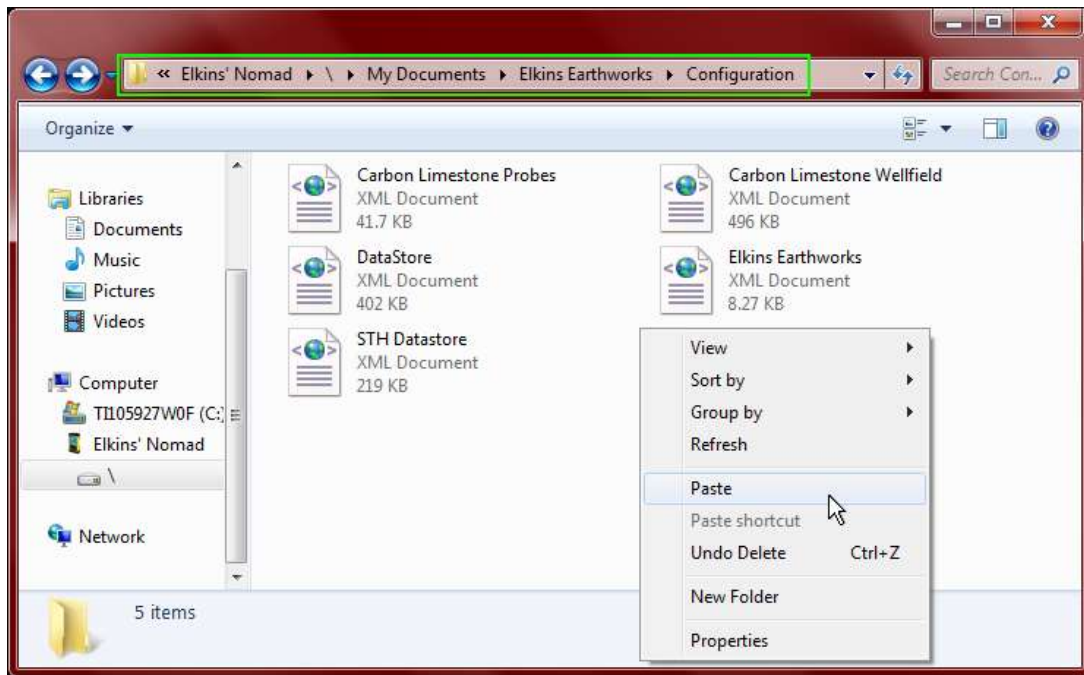 « Elkins' Nomad ▸ \ ▸ My Documents ▸ Elkins Earthworks ▸ Configuration
Search Con...
Organize
Libraries
Documents
Music
Pictures
Videos
Computer
TI105927W0F (C:)
Elkins' Nomad
\
Network
Carbon Limestone Probes
XML Document
41.7 KB
Carbon Limestone Wellfield
XML Document
496 KB
DataStore
XML Document
402 KB
Elkins Earthworks
XML Document
8.27 KB
STH Datastore
XML Document
219 KB
View
Sort by
Group by
Refresh
Paste
Paste shortcut
Undo Delete Ctrl+Z
New Folder
Properties
5 items